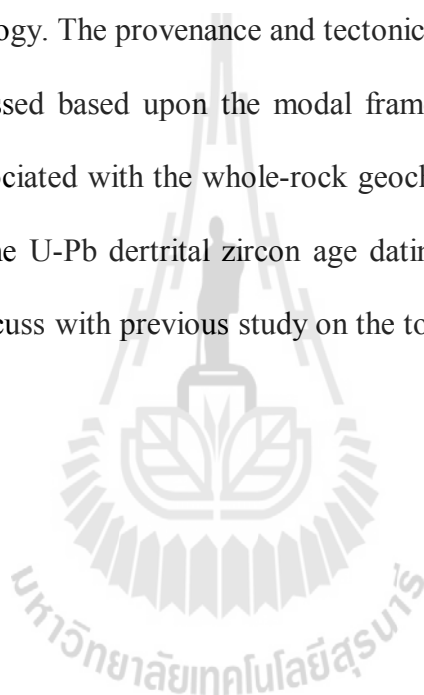 ogy. The provenance and tectonic
ssed based upon the modal fram
ociated with the whole-rock geoch
ne U-Pb dertrital zircon age datin
cuss with previous study on the to
มหาวิทยาลัยเทคโนโลยีสุรนารี